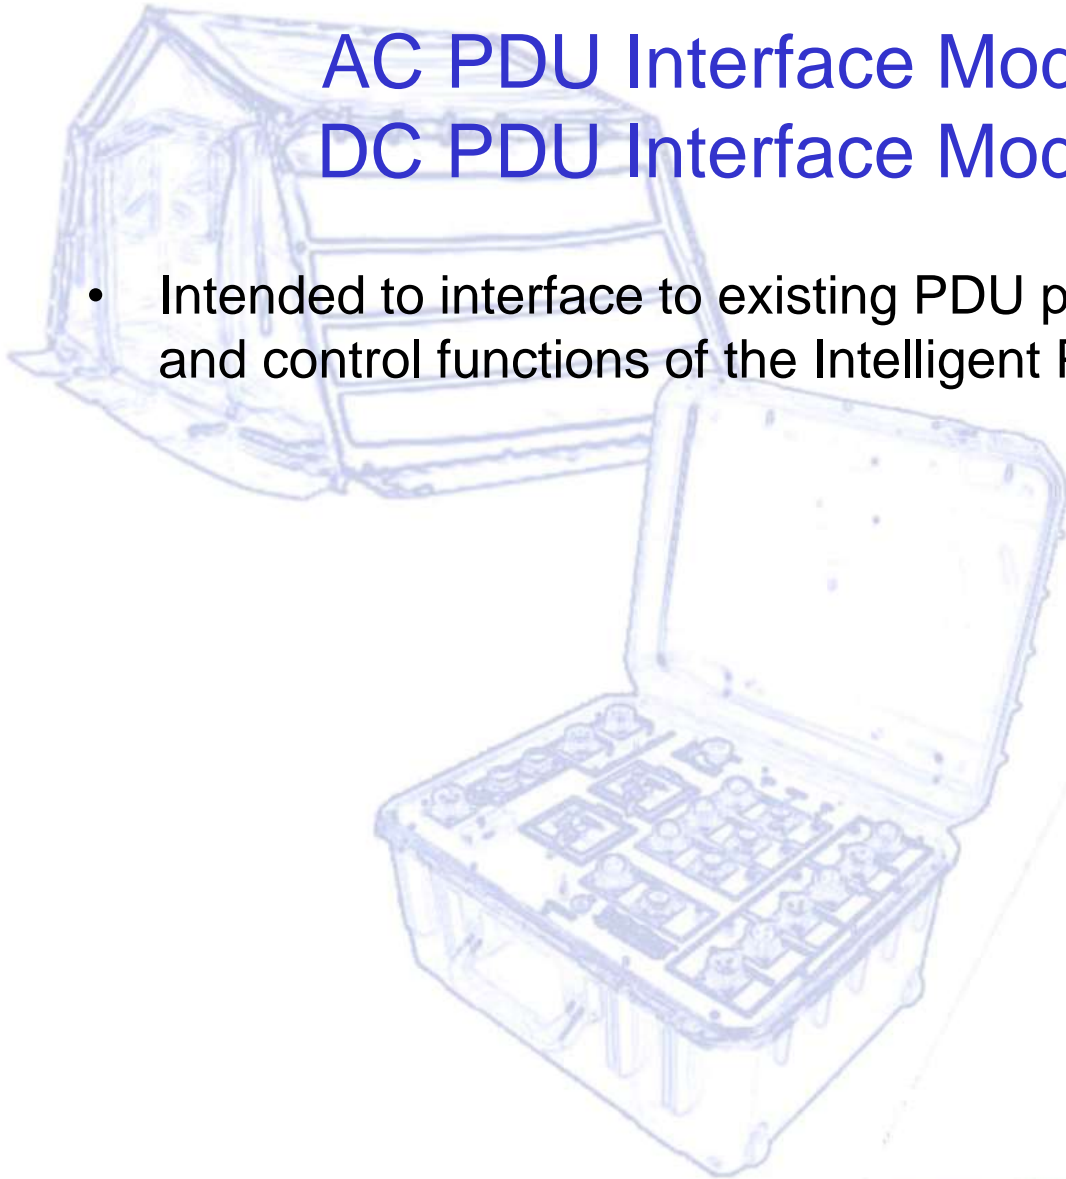 AC PDU Interface Mod
DC PDU Interface Mod
• Intended to interface to existing PDU p
and control functions of the Intelligent